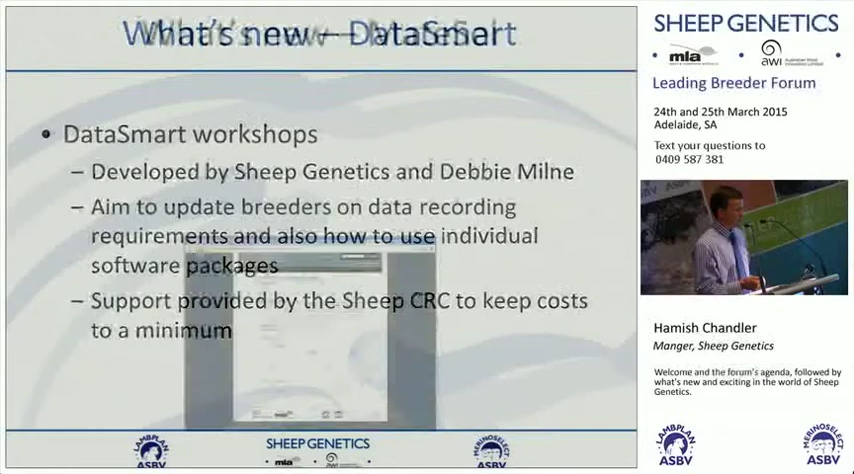 What's new – DataSmart
• DataSmart workshops
– Developed by Sheep Genetics and Debbie Milne
– Aim to update breeders on data recording
requirements and also how to use individual
software packages
– Support provided by the Sheep CRC to keep costs
to a minimum
LAMBPLAN
ASBV
SHEEP GENETICS
mla
awi
MERINOSELECT
ASBV
SHEEP GENETICS
mla
awi
Leading Breeder Forum
24th and 25th March 2015
Adelaide, SA
Text your questions to
0409 587 381
ASBV
Hamish Chandler
Manger, Sheep Genetics
Welcome and the forum's agenda, followed by
what's new and exciting in the world of Sheep
Genetics.
LAMBPLAN
ASBV
MERINOSELECT
ASBV